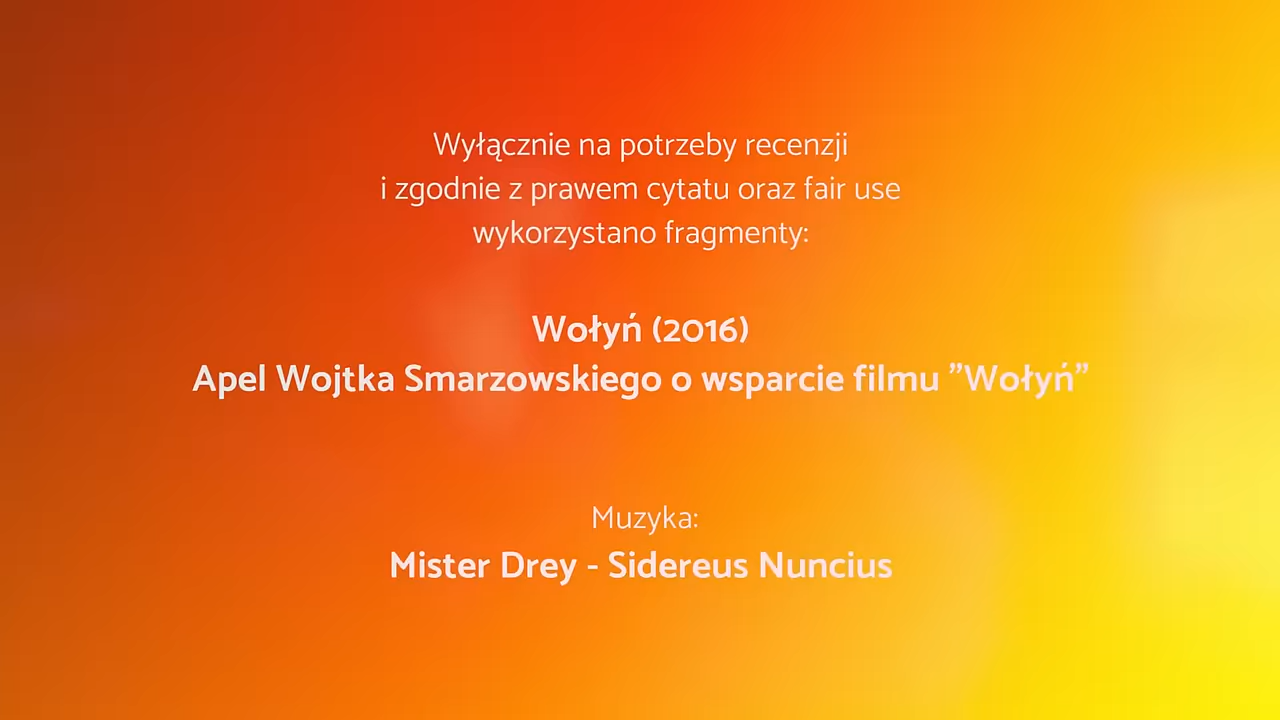 Wyłącznie na potrzeby recenzji
i zgodnie z prawem cytatu oraz fair use
wykorzystano fragmenty:
Wołyń (2016)
Apel Wojtka Smarzowskiego o wsparcie filmu ”Wołyń”
Muzyka:
Mister Drey - Sidereus Nuncius